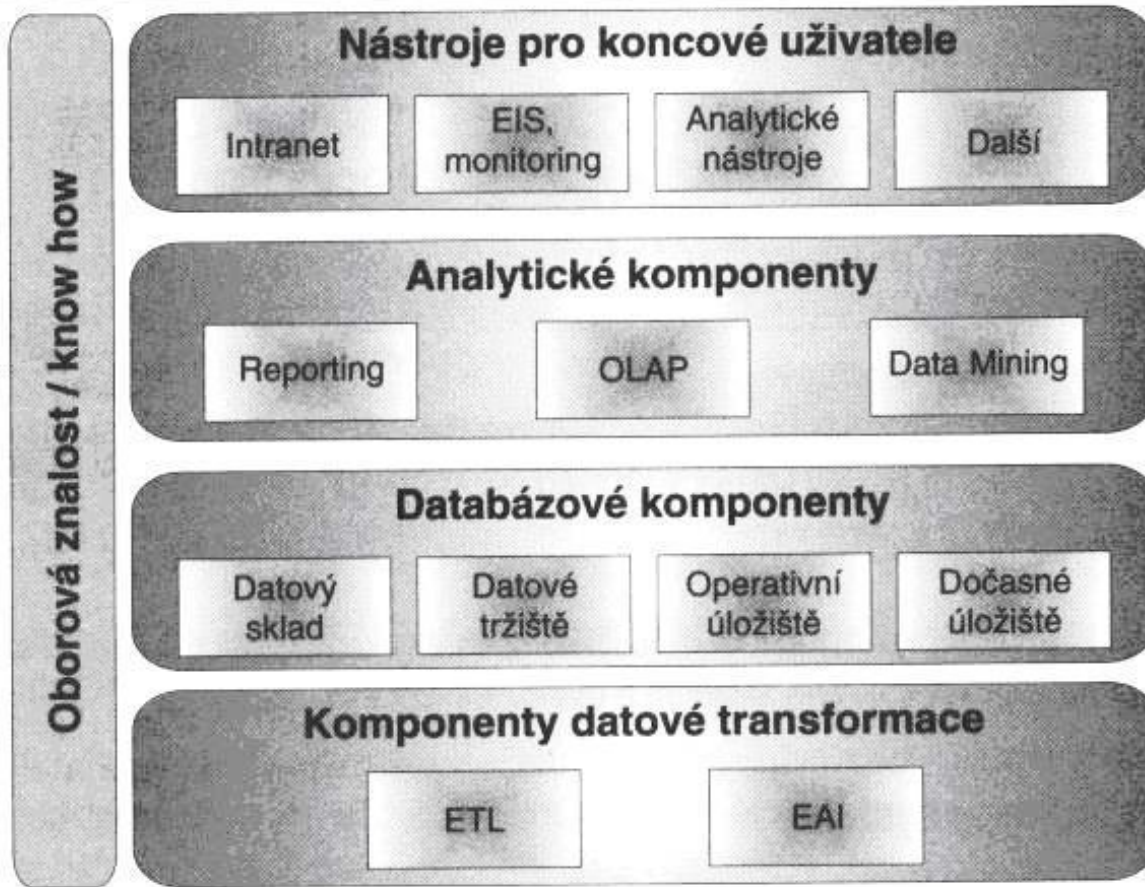 Oborová znalost / know how
Nástroje pro koncové uživatele
Intranet
EIS,
monitoring
Analytické
nástroje
Další
Analytické komponenty
Reporting
OLAP
Data Mining
Databázové komponenty
Datový
sklad
Datové
tržiště
Operativní
úložiště
Dočasné
úložiště
Komponenty datové transformace
ETL
EAI